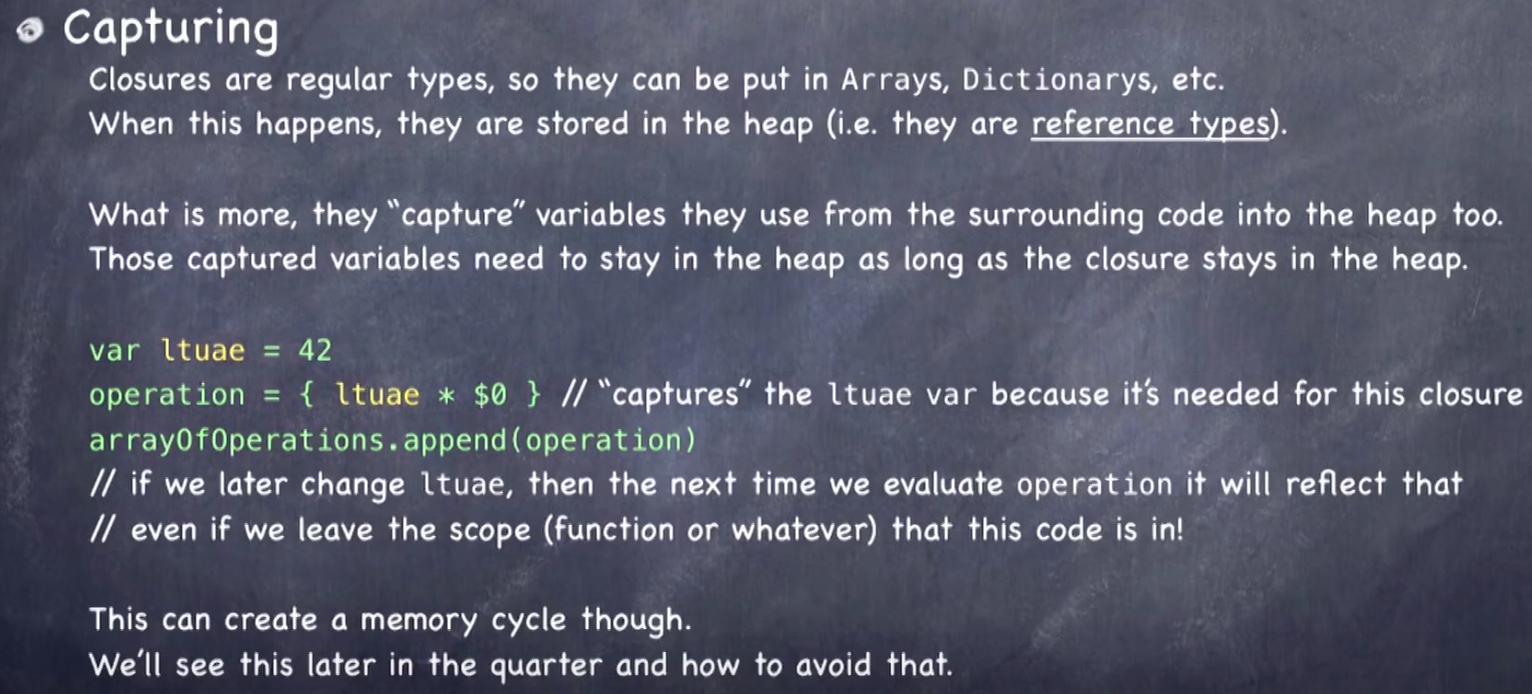 Capturing
Closures are regular types, so they can be put in Arrays, Dictionarys, etc.
When this happens, they are stored in the heap (i.e. they are reference types).
What is more, they “capture” variables they use from the surrounding code into the heap too.
Those captured variables need to stay in the heap as long as the closure stays in the heap.
var ltuae = 42
operation = { ltuae * $0 } // “captures” the ltuae var because it’s needed for this closure
arrayOfOperations.append(operation)
// if we later change ltuae, then the next time we evaluate operation it will reflect that
// even if we leave the scope (function or whatever) that this code is in!
This can create a memory cycle though.
We’ll see this later in the quarter and how to avoid that.